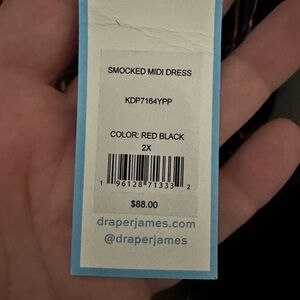 SMOCKED MIDI DRESS
KDP7164YPP
COLOR: RED BLACK
2X
1 96128 71333 2
$88.00
draperjames.com
@draperjames